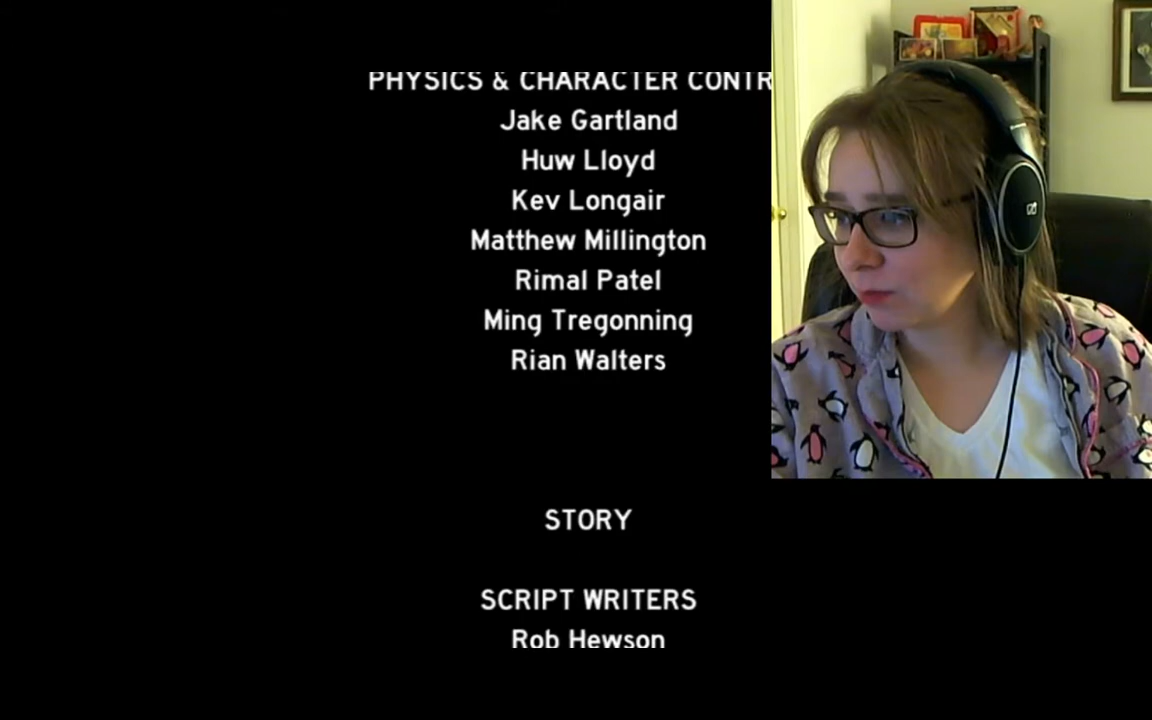 PHYSICS & CHARACTER CONTR
Jake Gartland
Huw Lloyd
Kev Longair
Matthew Millington
Rimal Patel
Ming Tregonning
Rian Walters
STORY
SCRIPT WRITERS
Rob Hewson